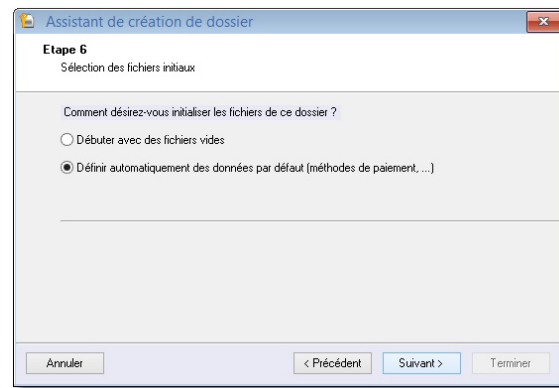 Assistant de création de dossier
Etape 6
Sélection des fichiers initiaux
Comment désirez-vous initialiser les fichiers de ce dossier ?
Débuter avec des fichiers vides
Définir automatiquement des données par défaut (méthodes de paiement, ...)
Annuler
< Précédent
Suivant >
Terminer